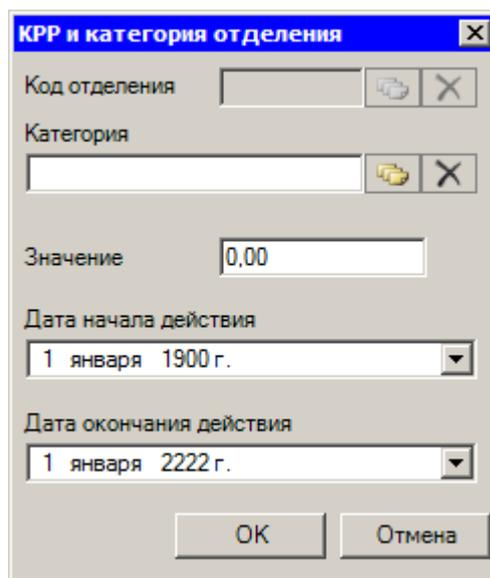 КРР и категория отделения
Код отделения
Категория
Значение 0,00
Дата начала действия
1 января 1900 г.
Дата окончания действия
1 января 2222 г.
OK Отмена